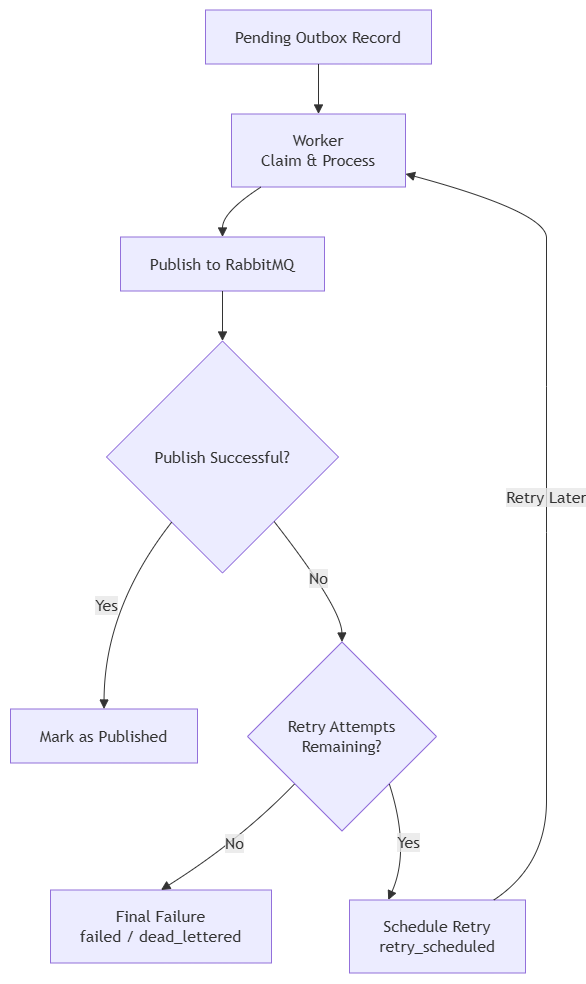 Pending Outbox Record
Worker
Claim & Process
Publish to RabbitMQ
Publish Successful?
Retry Later
Yes
No
Mark as Published
Retry Attempts
Remaining?
No
Yes
Final Failure
failed / dead_lettered
Schedule Retry
retry_scheduled